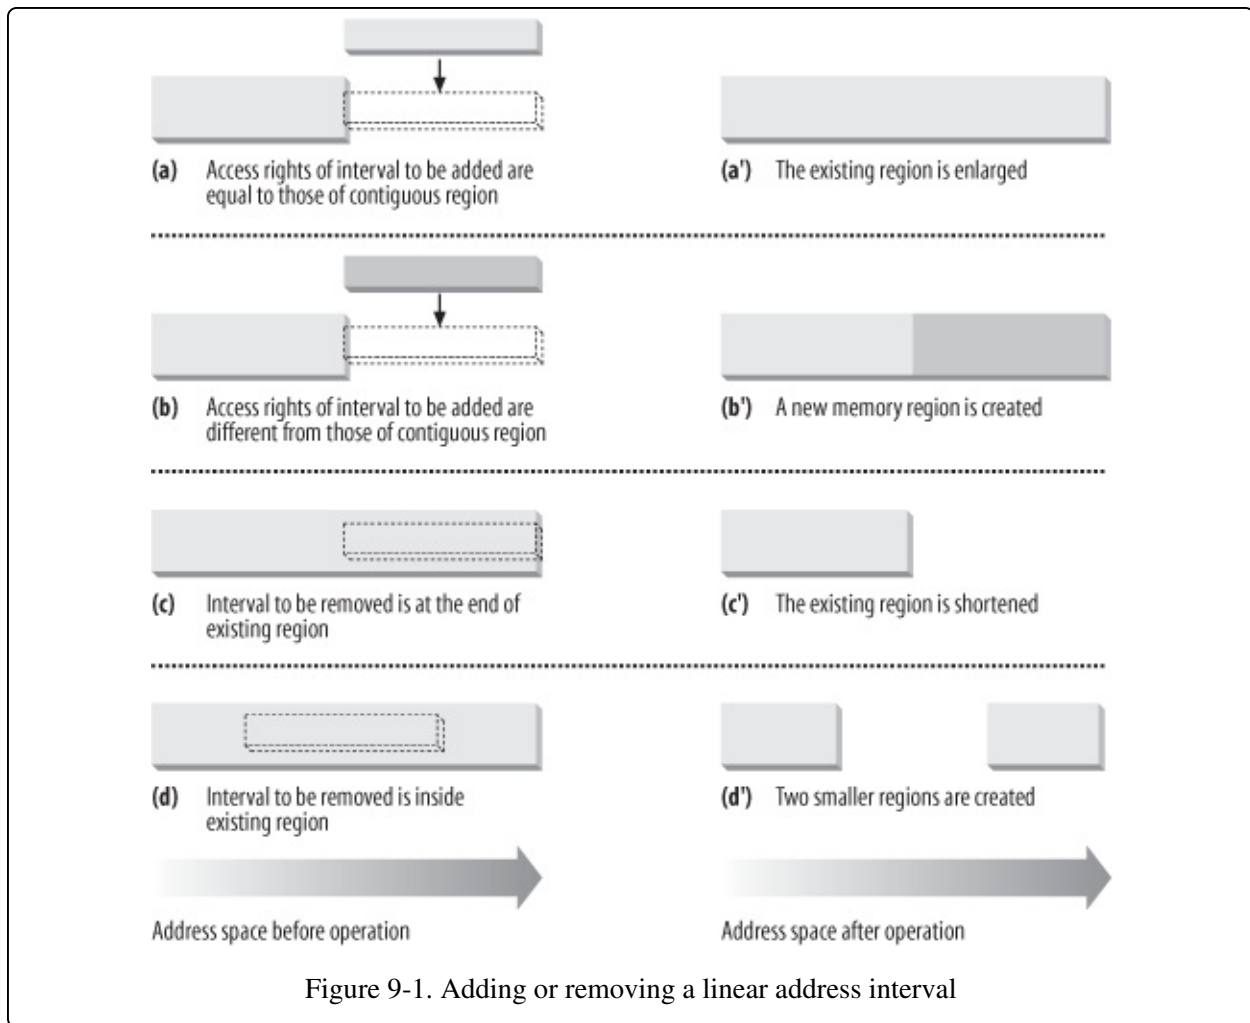 (a) Access rights of interval to be added are
equal to those of contiguous region
(a') The existing region is enlarged
(b) Access rights of interval to be added are
different from those of contiguous region
(b') A new memory region is created
(c) Interval to be removed is at the end of
existing region
(c') The existing region is shortened
(d) Interval to be removed is inside
existing region
(d') Two smaller regions are created
Address space before operation
Address space after operation
Figure 9-1. Adding or removing a linear address interval